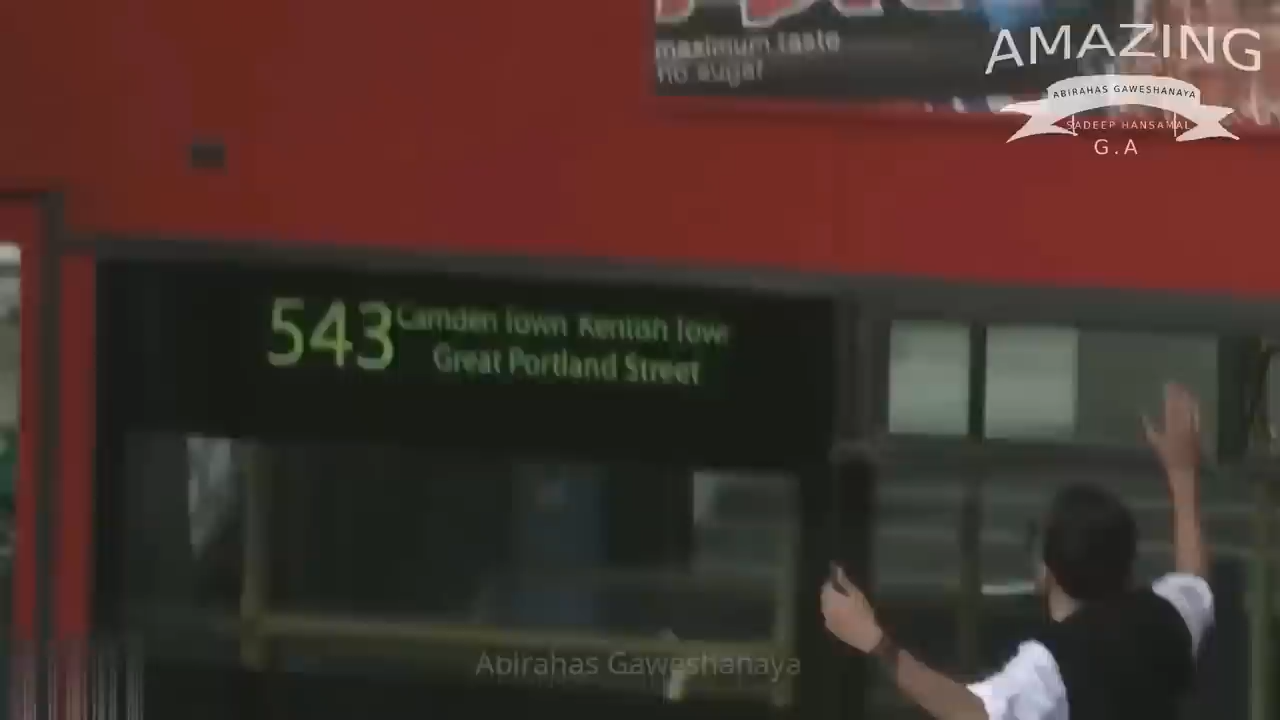 maximum taste
no sugar
AMAZING
ABIRAHAS GAWESHANAYA
SADEEP HANSAMAL
G.A
543 Camden Town Kentish Town
Great Portland Street
Abirahas Gaweshanaya